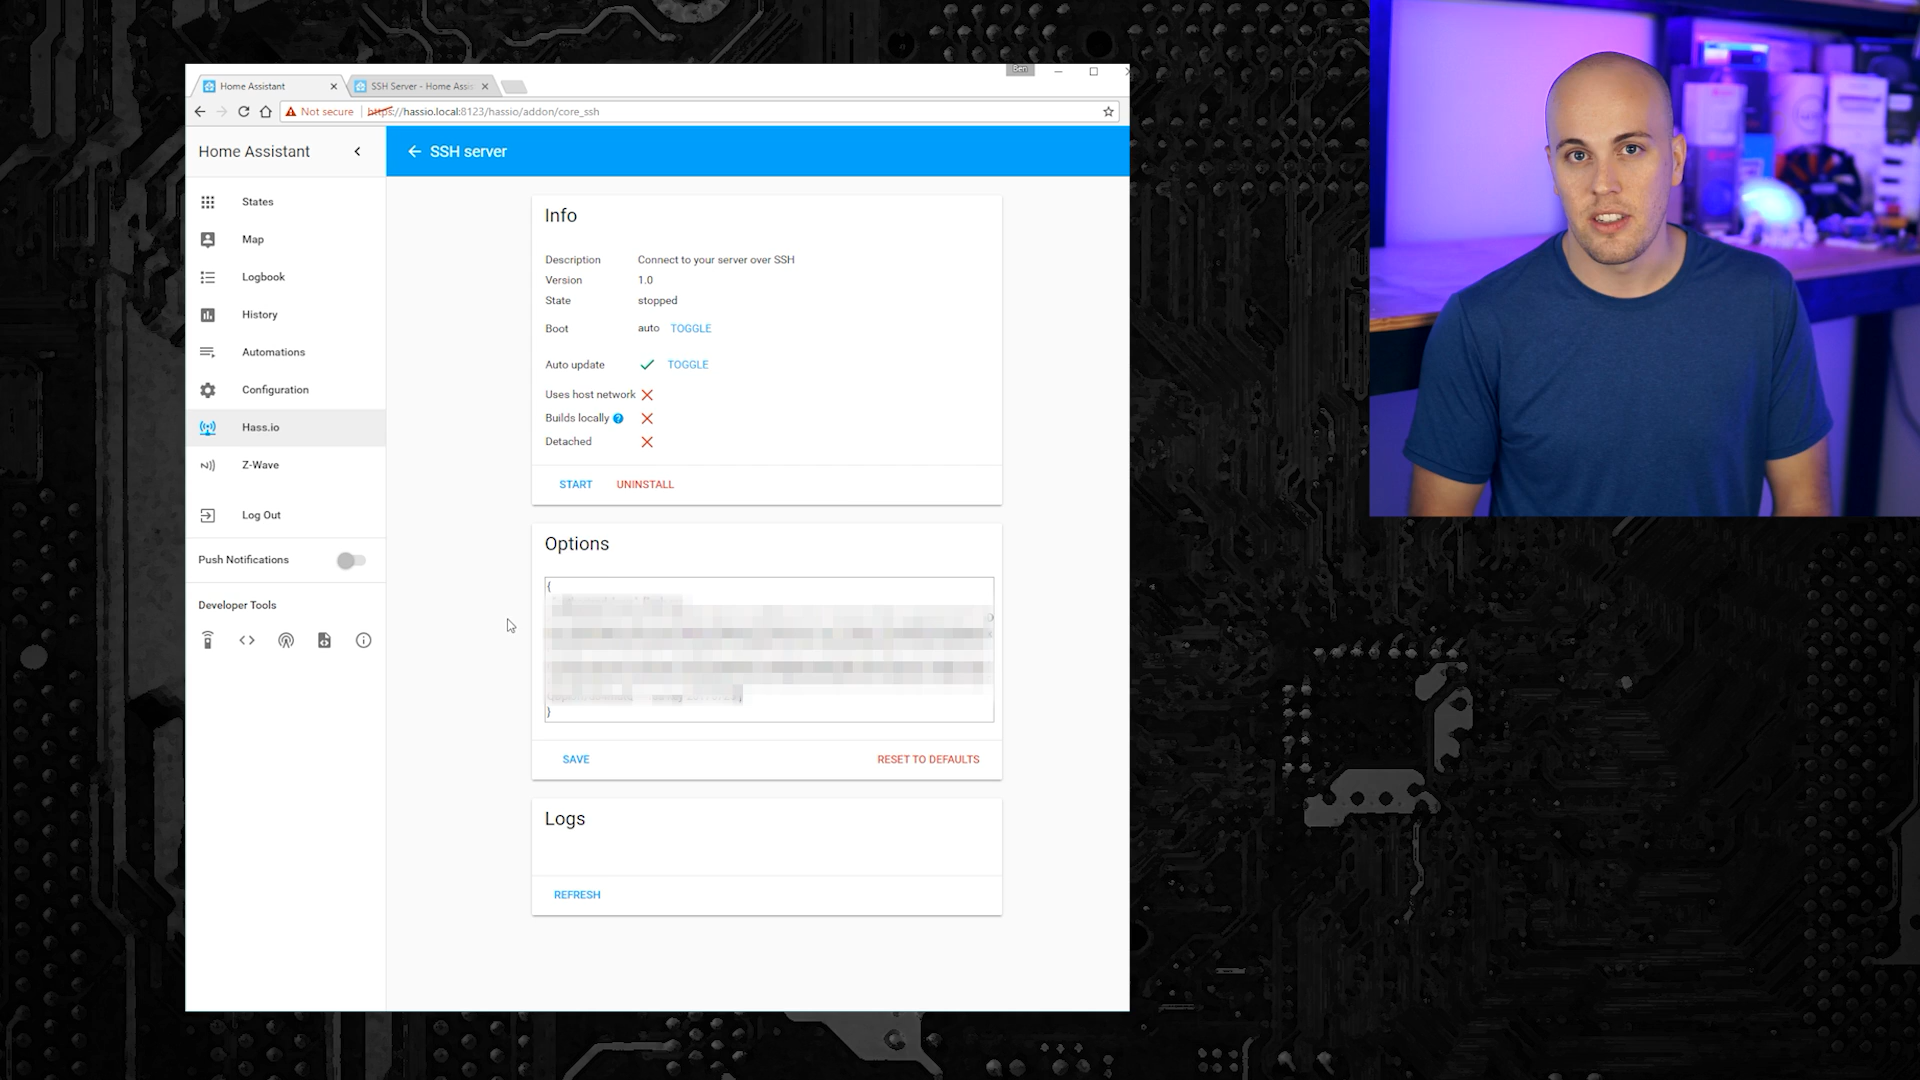 Ben
Home Assistant
SSH Server - Home Assis
Not secure https://hassio.local:8123/hassio/addon/core_ssh
Home Assistant
SSH server
States
Map
Logbook
History
Automations
Configuration
Hass.io
Z-Wave
Log Out
Push Notifications
Developer Tools
Info
Description Connect to your server over SSH
Version 1.0
State stopped
Boot auto TOGGLE
Auto update TOGGLE
Uses host network
Builds locally ?
Detached
START UNINSTALL
Options
{
}
SAVE RESET TO DEFAULTS
Logs
REFRESH